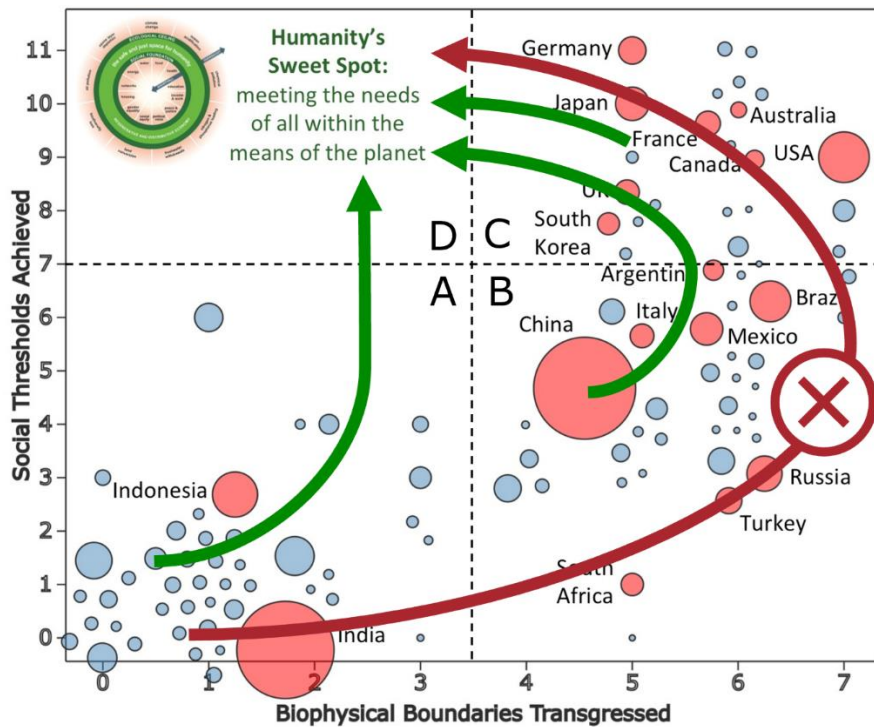 Humanity's
Sweet Spot:
meeting the needs
of all within the
means of the planet
Germany
Japan
Australia
France
Canada
USA
UK
South
Korea
D C
A B
Argentin
Braz
Italy
China
Mexico
Indonesia
Russia
Turkey
South
Africa
India
11
10
9
8
7
6
5
4
3
2
1
0
Social Thresholds Achieved
0 1 2 3 4 5 6 7
Biophysical Boundaries Transgressed